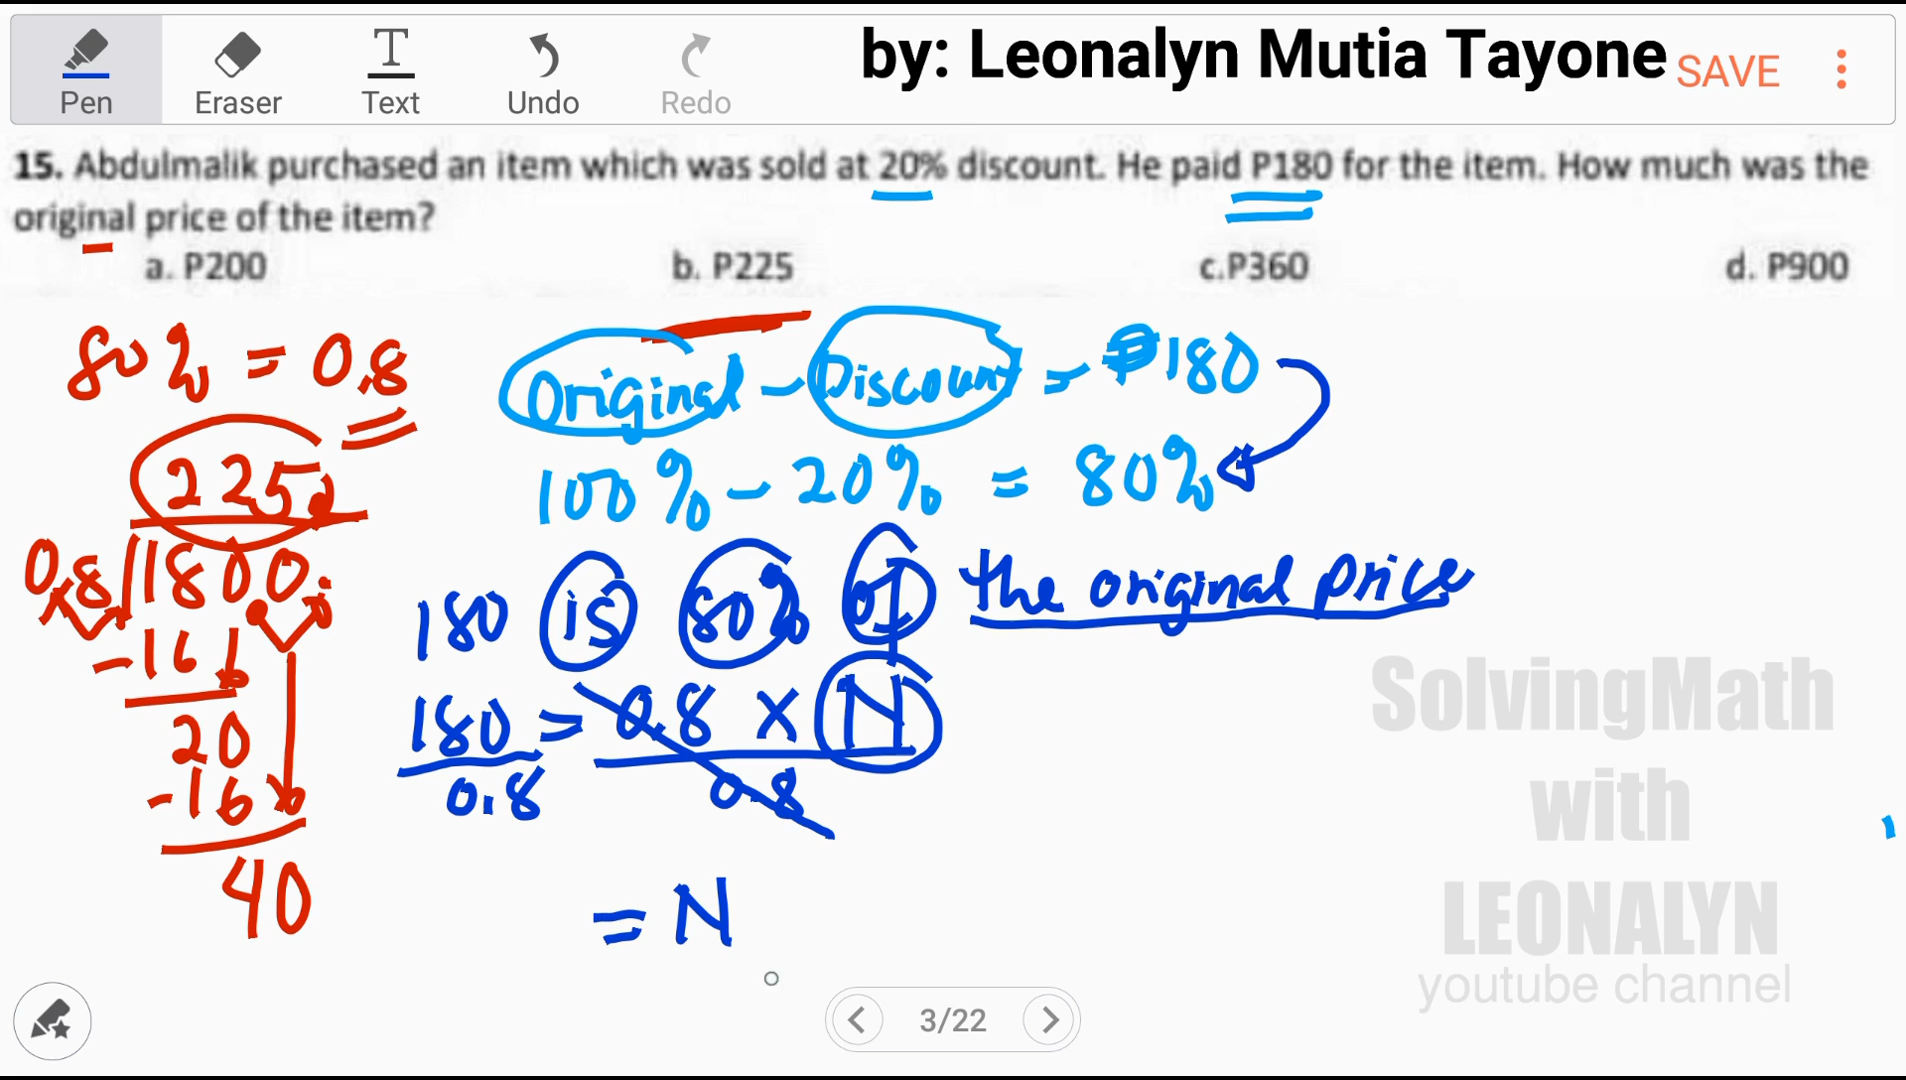 by: Leonalyn Mutia Tayone
Pen Eraser Text Undo Redo SAVE
15. Abdulmalik purchased an item which was sold at 20% discount. He paid P180 for the item. How much was the
original price of the item?
a. P200 b. P225 c.P360 d. P900
80% = 0.8
Original - Discount = ₱180
225.
100% - 20% = 80%
0.8 1800.
180 is 80% of the original price
-16
180 = 0.8 x N
0.8 0.8
20
-16
40
= N
SolvingMath
with
LEONALYN
youtube channel
3/22